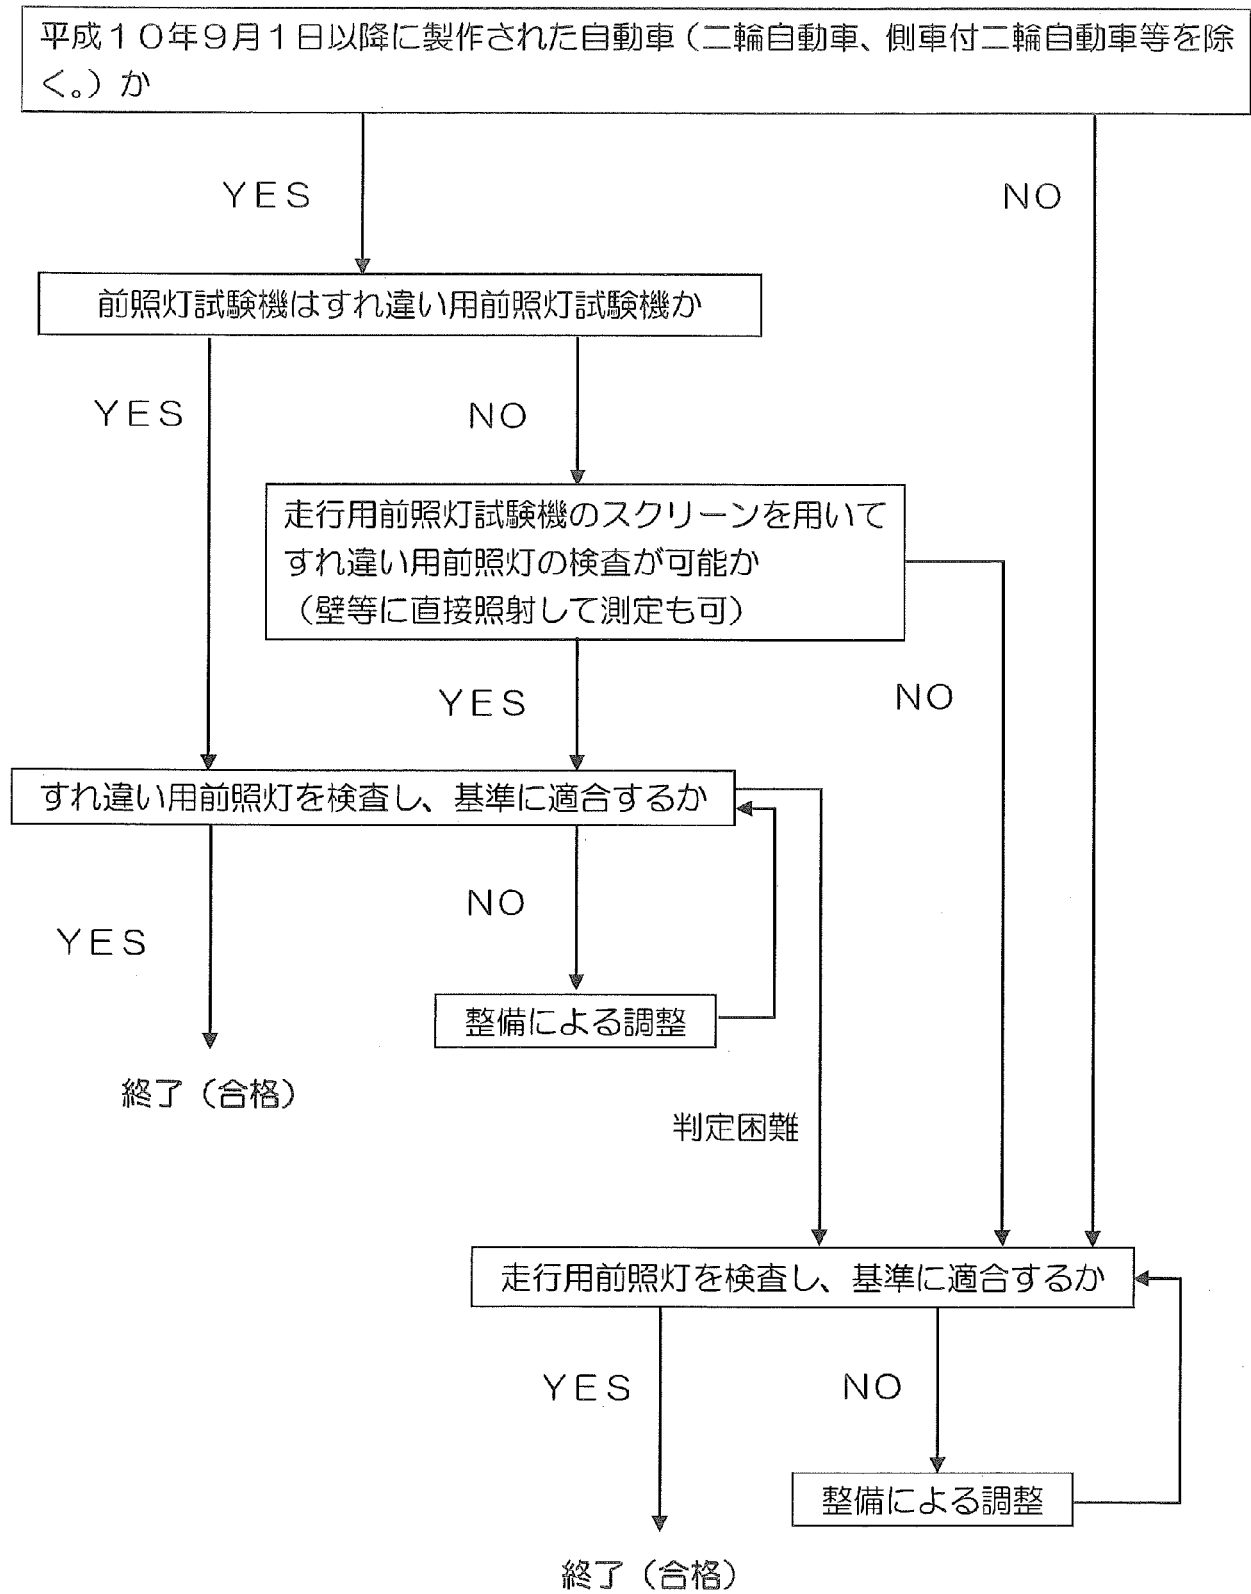 平成１０年９月１日以降に製作された自動車（二輪自動車、側車付二輪自動車等を除
く。）か
ＹＥＳ
ＮＯ
前照灯試験機はすれ違い用前照灯試験機か
ＹＥＳ
ＮＯ
走行用前照灯試験機のスクリーンを用いて
すれ違い用前照灯の検査が可能か
（壁等に直接照射して測定も可）
ＹＥＳ
ＮＯ
すれ違い用前照灯を検査し、基準に適合するか
ＹＥＳ
ＮＯ
整備による調整
終了（合格）
判定困難
走行用前照灯を検査し、基準に適合するか
ＹＥＳ
ＮＯ
整備による調整
終了（合格）